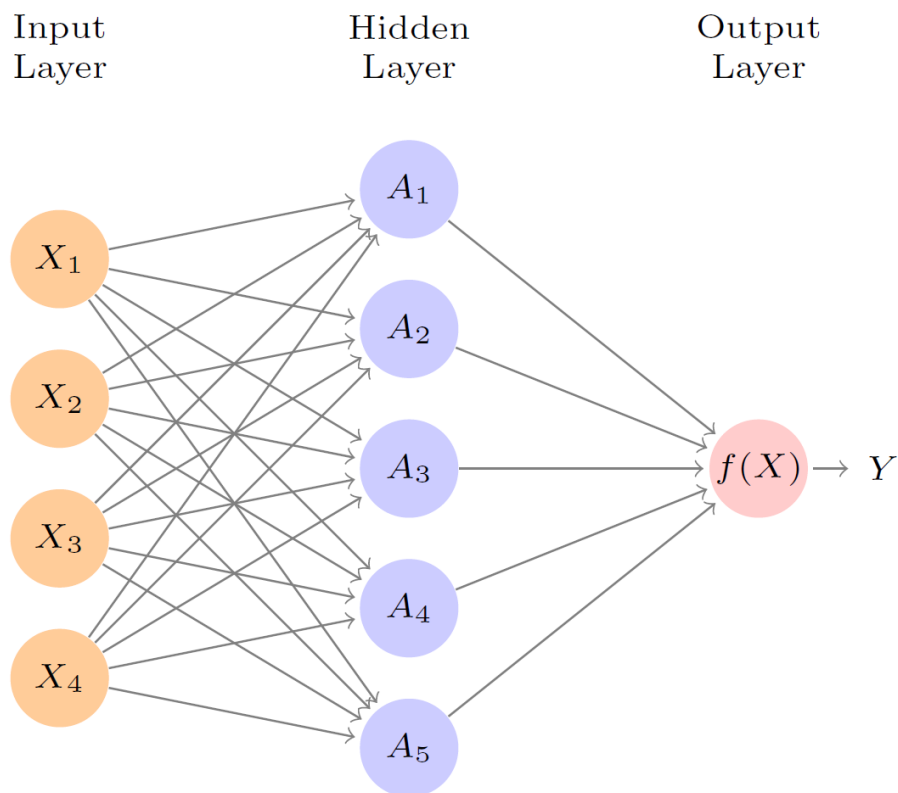 Input
Layer
Hidden
Layer
Output
Layer
A₁
X₁
A₂
X₂
A₃
f(X)
Y
X₃
A₄
X₄
A₅